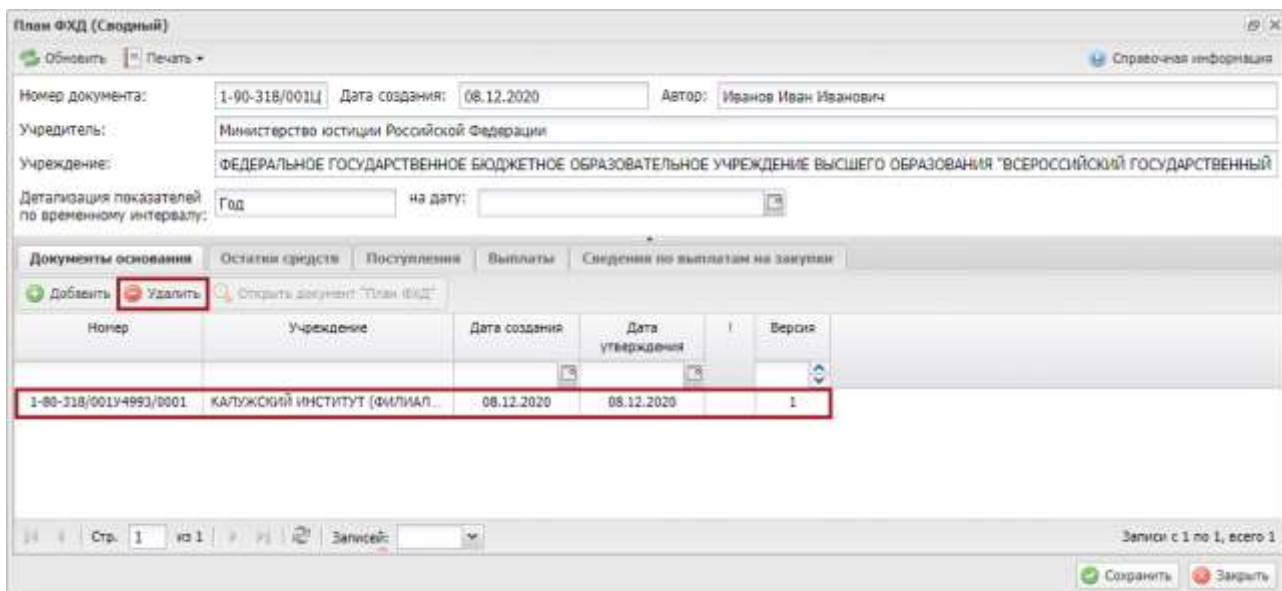 План ФХД (Сводный)
Обновить Печать Справочная информация
Номер документа: 1-90-318/001Ц Дата создания: 08.12.2020 Автор: Иванов Иван Иванович
Учредитель: Министерство юстиции Российской Федерации
Учреждение: ФЕДЕРАЛЬНОЕ ГОСУДАРСТВЕННОЕ БЮДЖЕТНОЕ ОБРАЗОВАТЕЛЬНОЕ УЧРЕЖДЕНИЕ ВЫСШЕГО ОБРАЗОВАНИЯ "ВСЕРОССИЙСКИЙ ГОСУДАРСТВЕННЫЙ
Детализация показателей по временному интервалу: Год на дату:
Документы основания Остатки средств Поступления Выплаты Сведения по выплатам на закупки
Добавить Удалить Открыть документ "План ФХД"
Номер Учреждение Дата создания Дата утверждения ! Версия
1-80-318/001У4993/0001 КАЛУЖСКИЙ ИНСТИТУТ (ФИЛИАЛ... 08.12.2020 08.12.2020 1
Стр. 1 из 1 Записей: Записи с 1 по 1, всего 1
Сохранить Закрыть